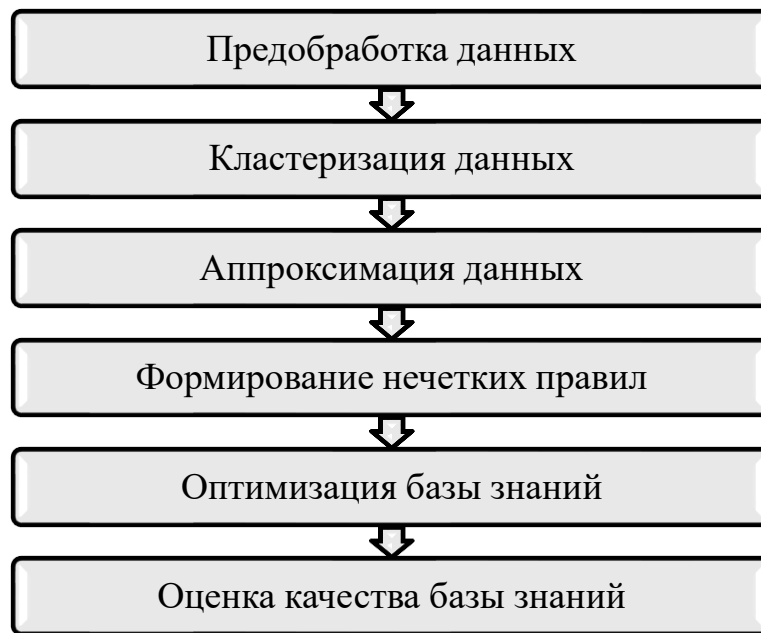 Предобработка данных
Кластеризация данных
Аппроксимация данных
Формирование нечетких правил
Оптимизация базы знаний
Оценка качества базы знаний